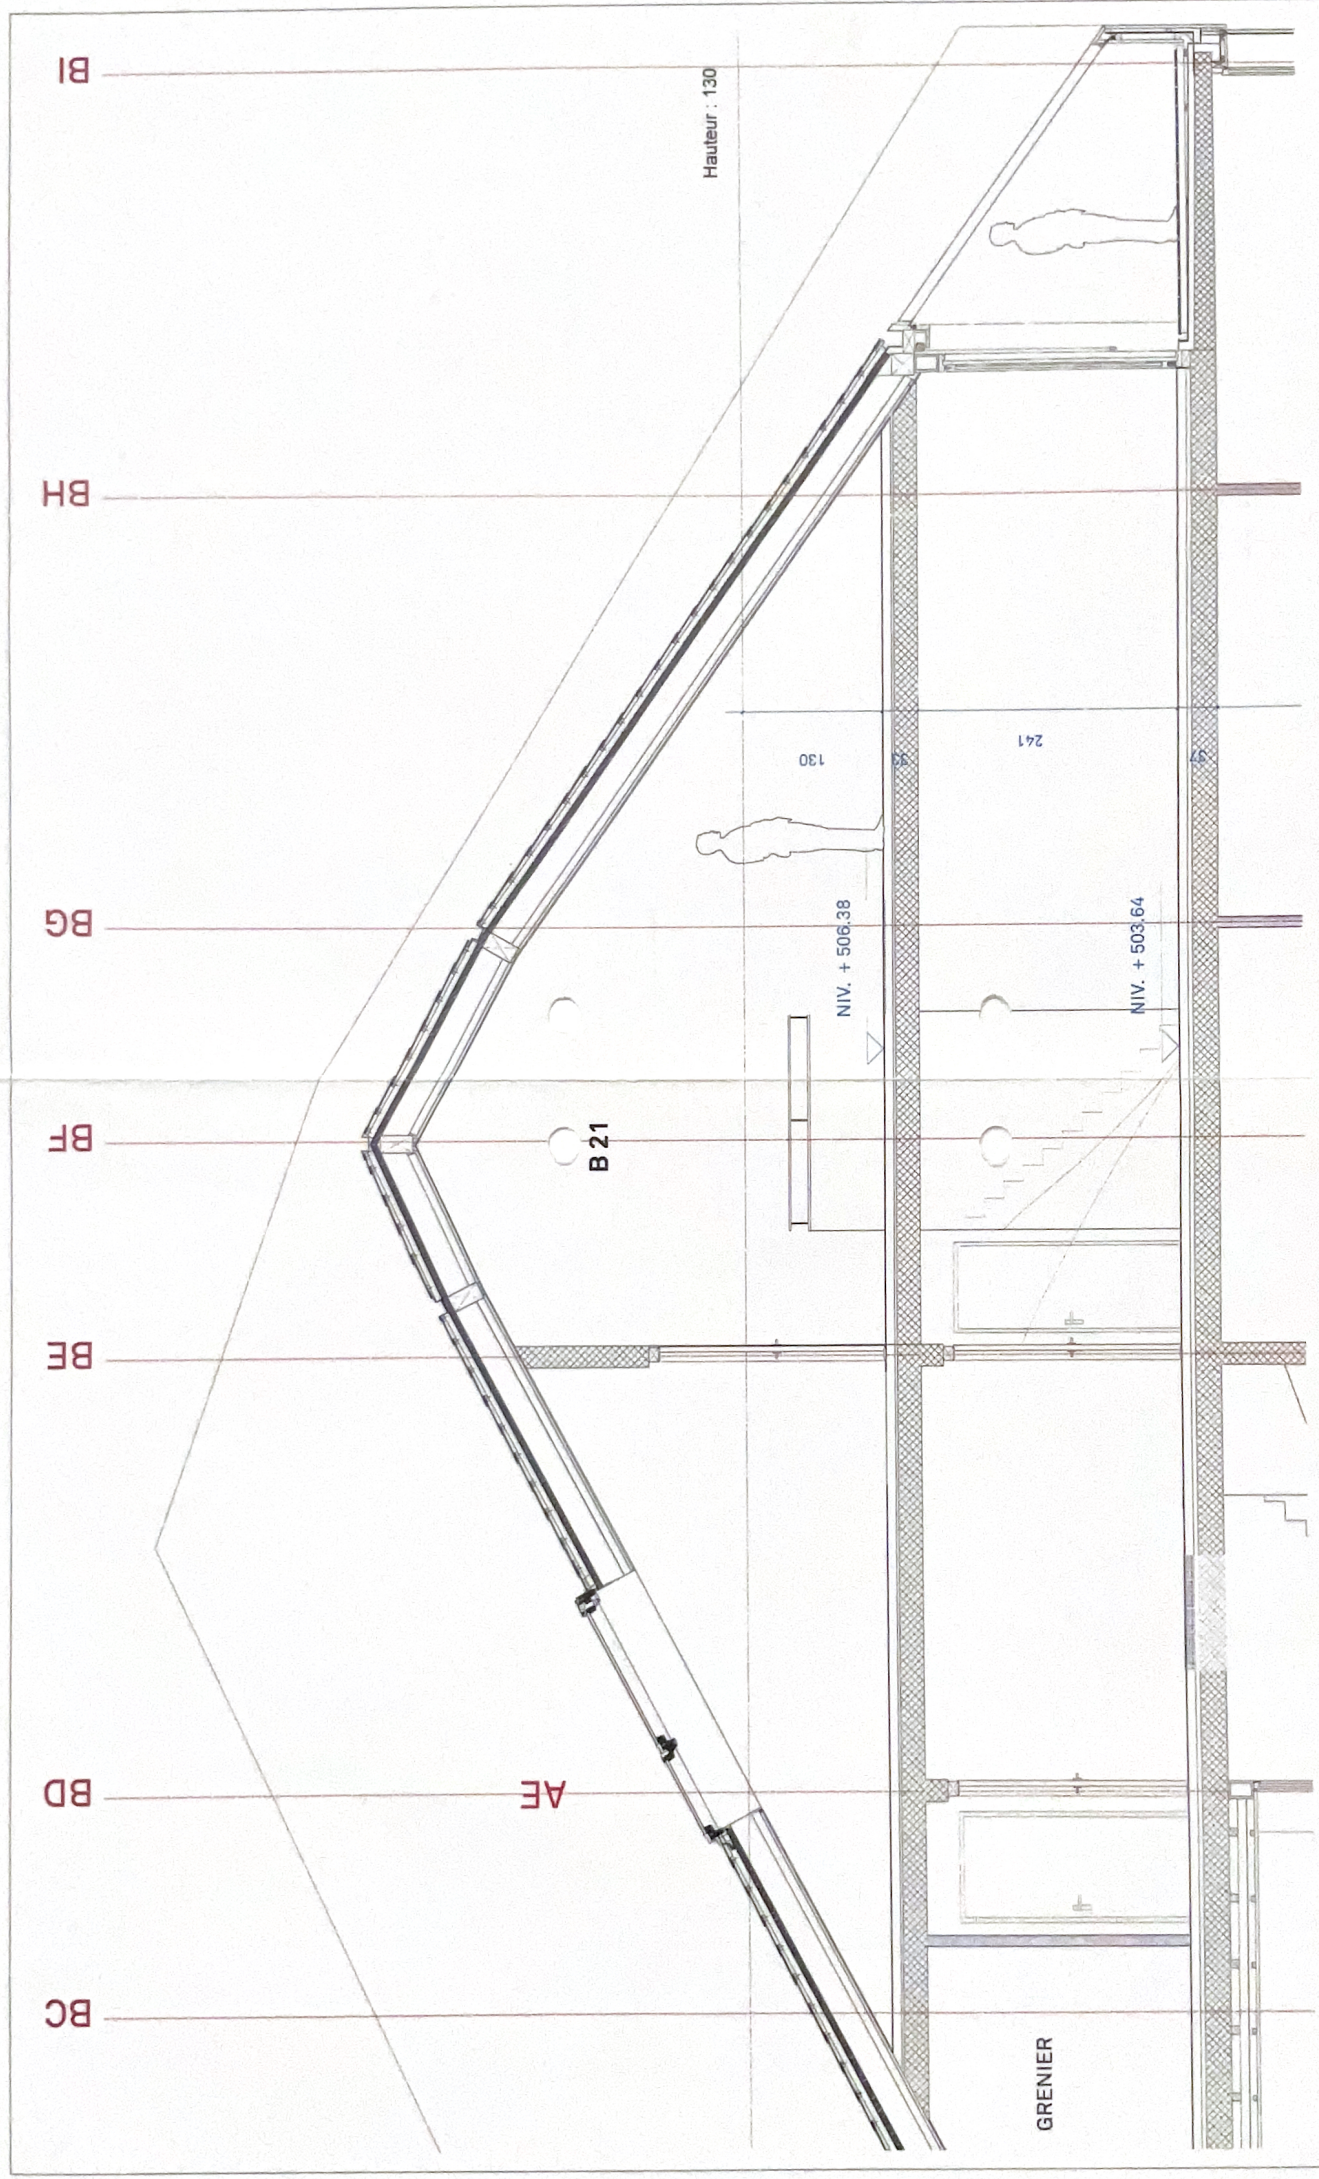 BI
BH
BG
BF
BE
BD
BC
AE
Hauteur : 130
B 21
130
33
241
37
NIV. + 506.38
NIV. + 503.64
GRENIER